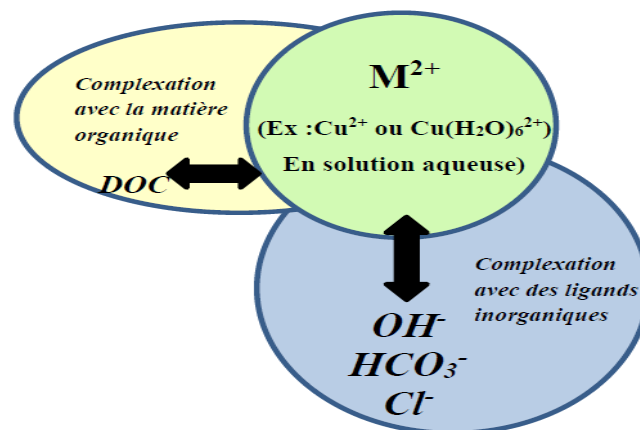 Complexation
avec la matière
organique
DOC
M²⁺
(Ex :Cu²⁺ ou Cu(H₂O)₆²⁺)
En solution aqueuse)
Complexation
avec des ligands
inorganiques
OH⁻
HCO₃⁻
Cl⁻